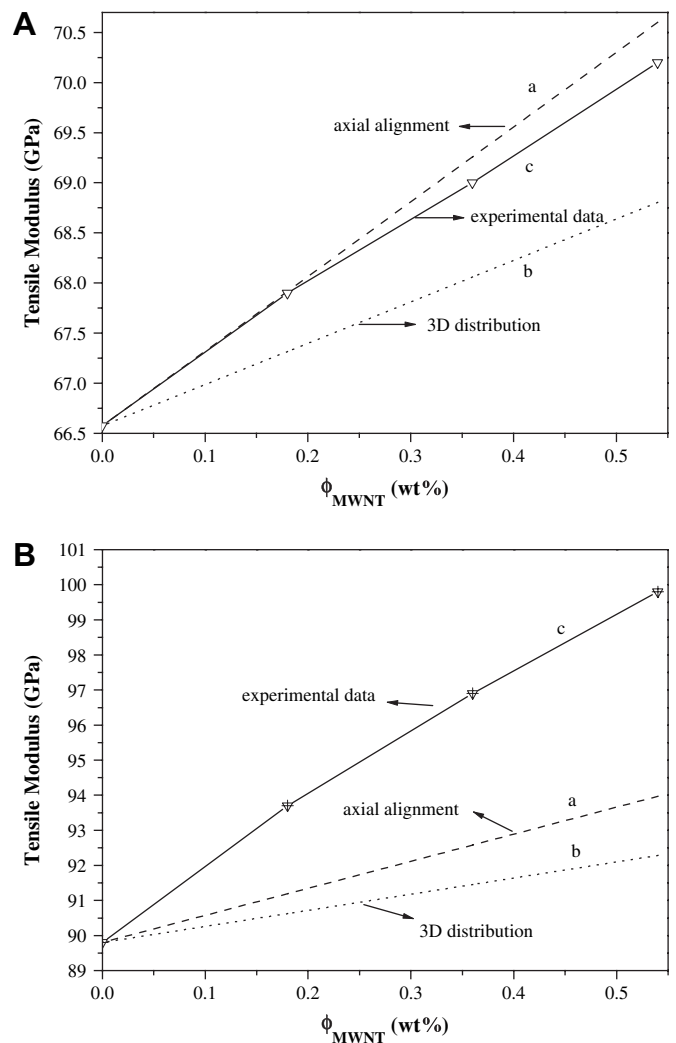 A
70.5
70.0
69.5
69.0
68.5
68.0
67.5
67.0
66.5
Tensile Modulus (GPa)
a
axial alignment
c
experimental data
b
3D distribution
0.0 0.1 0.2 0.3 0.4 0.5
ϕMWNT (wt%)
B
101
100
99
98
97
96
95
94
93
92
91
90
89
Tensile Modulus (GPa)
c
experimental data
a
axial alignment
b
3D distribution
0.0 0.1 0.2 0.3 0.4 0.5
ϕMWNT (wt%)